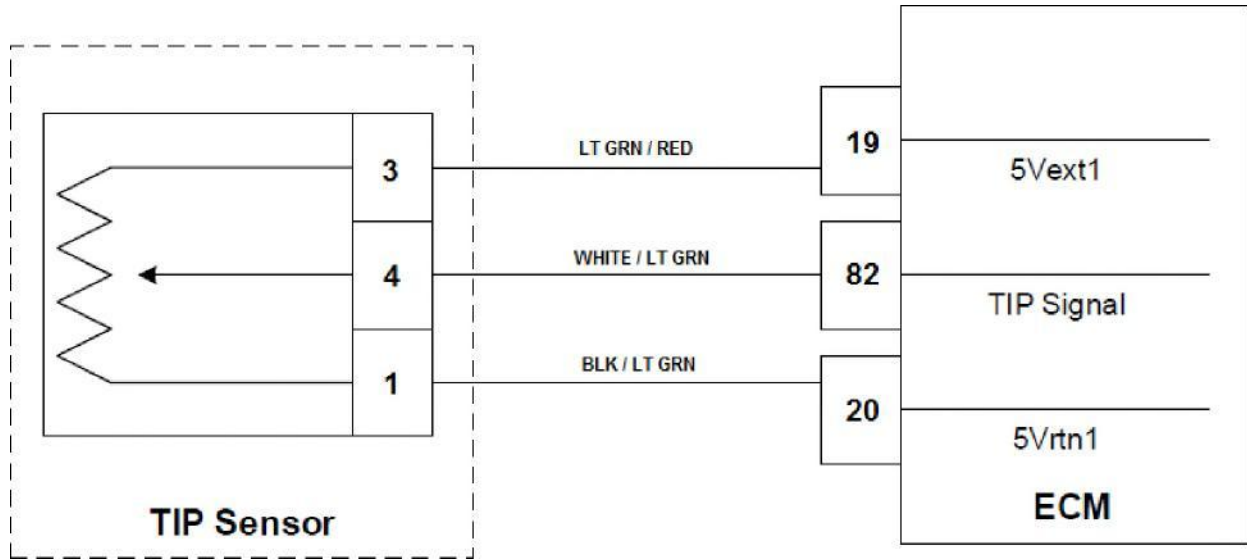 3
LT GRN / RED
19
5Vext1
4
WHITE / LT GRN
82
TIP Signal
1
BLK / LT GRN
20
5Vrtn1
TIP Sensor
ECM